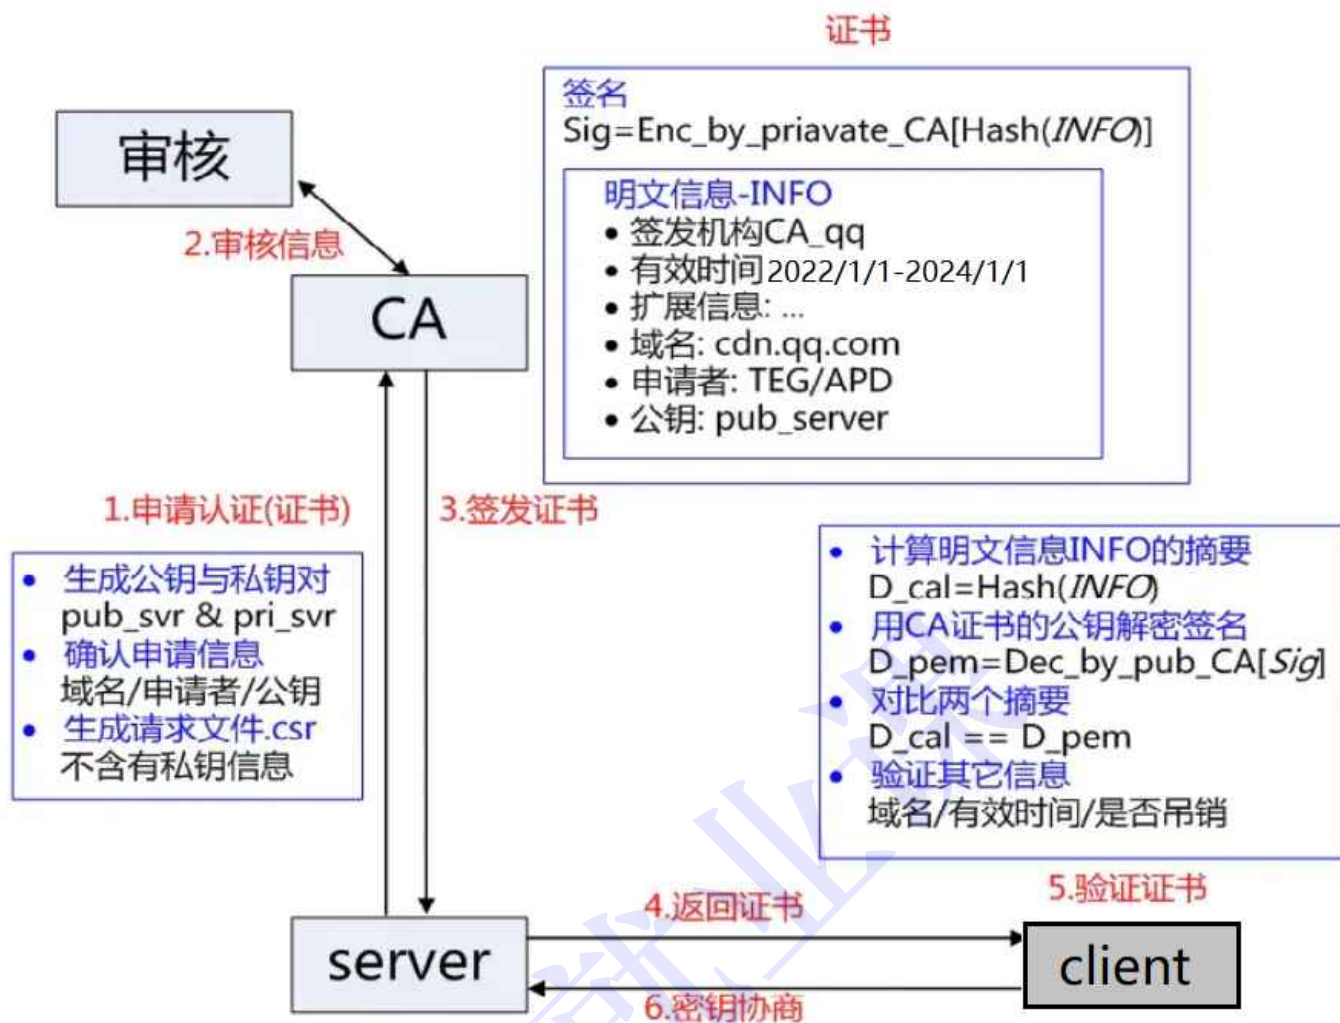 证书
签名
Sig=Enc_by_priavate_CA[Hash(INFO)]
明文信息-INFO
• 签发机构CA_qq
• 有效时间2022/1/1-2024/1/1
• 扩展信息: ...
• 域名: cdn.qq.com
• 申请者: TEG/APD
• 公钥: pub_server
审核
2.审核信息
CA
1.申请认证(证书)
3.签发证书
• 生成公钥与私钥对
pub_svr & pri_svr
• 确认申请信息
域名/申请者/公钥
• 生成请求文件.csr
不含有私钥信息
• 计算明文信息INFO的摘要
D_cal=Hash(INFO)
• 用CA证书的公钥解密签名
D_pem=Dec_by_pub_CA[Sig]
• 对比两个摘要
D_cal == D_pem
• 验证其它信息
域名/有效时间/是否吊销
5.验证证书
4.返回证书
server
client
6.密钥协商
就业课